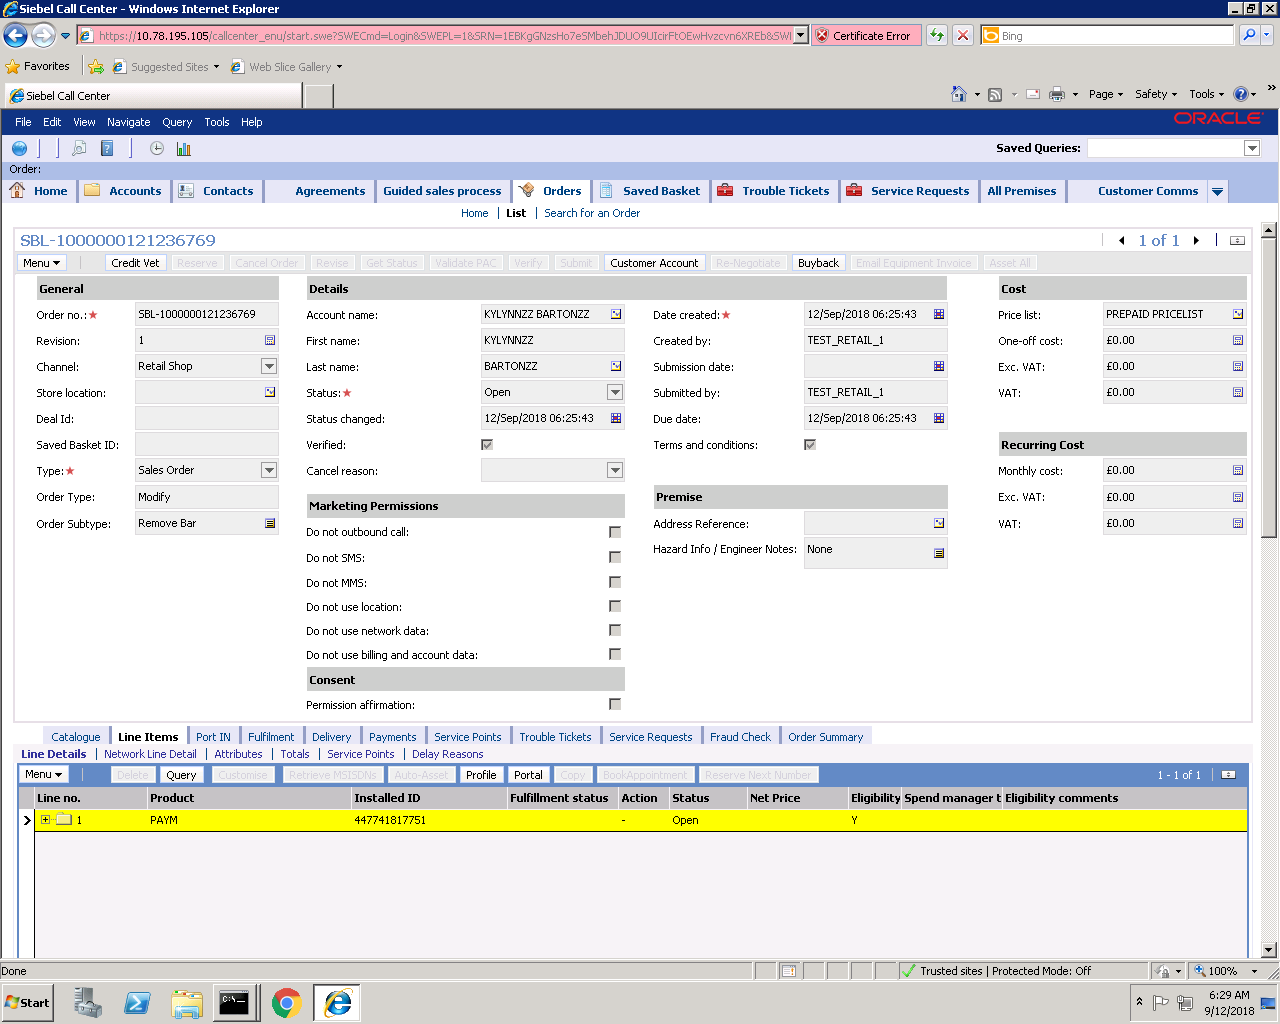 Siebel Call Center - Windows Internet Explorer
https://10.78.195.105/callcenter_enu/start.swe?SWECmd=Login&SWEPL=1&SRN= Certificate Error Bing
Favorites Suggested Sites Web Slice Gallery
Siebel Call Center Page Safety Tools
File Edit View Navigate Query Tools Help ORACLE
Saved Queries:
Order:
Home Accounts Contacts Agreements Guided sales process Orders Saved Basket Trouble Tickets Service Requests All Premises Customer Comms
Home List Search for an Order
SBL-1000000121236769 1 of 1
Menu Credit Vet Reserve Cancel Order Revise Get Status Validate PAC Verify Submit Customer Account Re-Negotiate Buyback Email Equipment Invoice Asset All
General Details Cost
Order no.:★ SBL-1000000121236769 Account name: KYLYNNZZ BARTONZZ Date created:★ 12/Sep/2018 06:25:43 Price list: PREPAID PRICELIST
Revision: 1 First name: KYLYNNZZ Created by: TEST_RETAIL_1 One-off cost: £0.00
Channel: Retail Shop Last name: BARTONZZ Submission date: Exc. VAT: £0.00
Store location: Status:★ Open Submitted by: TEST_RETAIL_1 VAT: £0.00
Deal Id: Status changed: 12/Sep/2018 06:25:43 Due date: 12/Sep/2018 06:25:43
Saved Basket ID: Verified: Terms and conditions: Recurring Cost
Type:★ Sales Order Cancel reason: Monthly cost: £0.00
Order Type: Modify Marketing Permissions Premise Exc. VAT: £0.00
Order Subtype: Remove Bar Do not outbound call: Address Reference: VAT: £0.00
Do not SMS: Hazard Info / Engineer Notes: None
Do not MMS:
Do not use location:
Do not use network data:
Do not use billing and account data:
Consent
Permission affirmation:
Catalogue Line Items Port IN Fulfilment Delivery Payments Service Points Trouble Tickets Service Requests Fraud Check Order Summary
Line Details Network Line Detail Attributes Totals Service Points Delay Reasons
Menu Delete Query Customise Retrieve MSISDNs Auto-Asset Profile Portal Copy BookAppointment Reserve Next Number 1 - 1 of 1
Line no. Product Installed ID Fulfillment status Action Status Net Price Eligibility Spend manager t Eligibility comments
1 PAYM 447741817751 - Open Y
Done Trusted sites | Protected Mode: Off 100%
Start 6:29 AM
9/12/2018